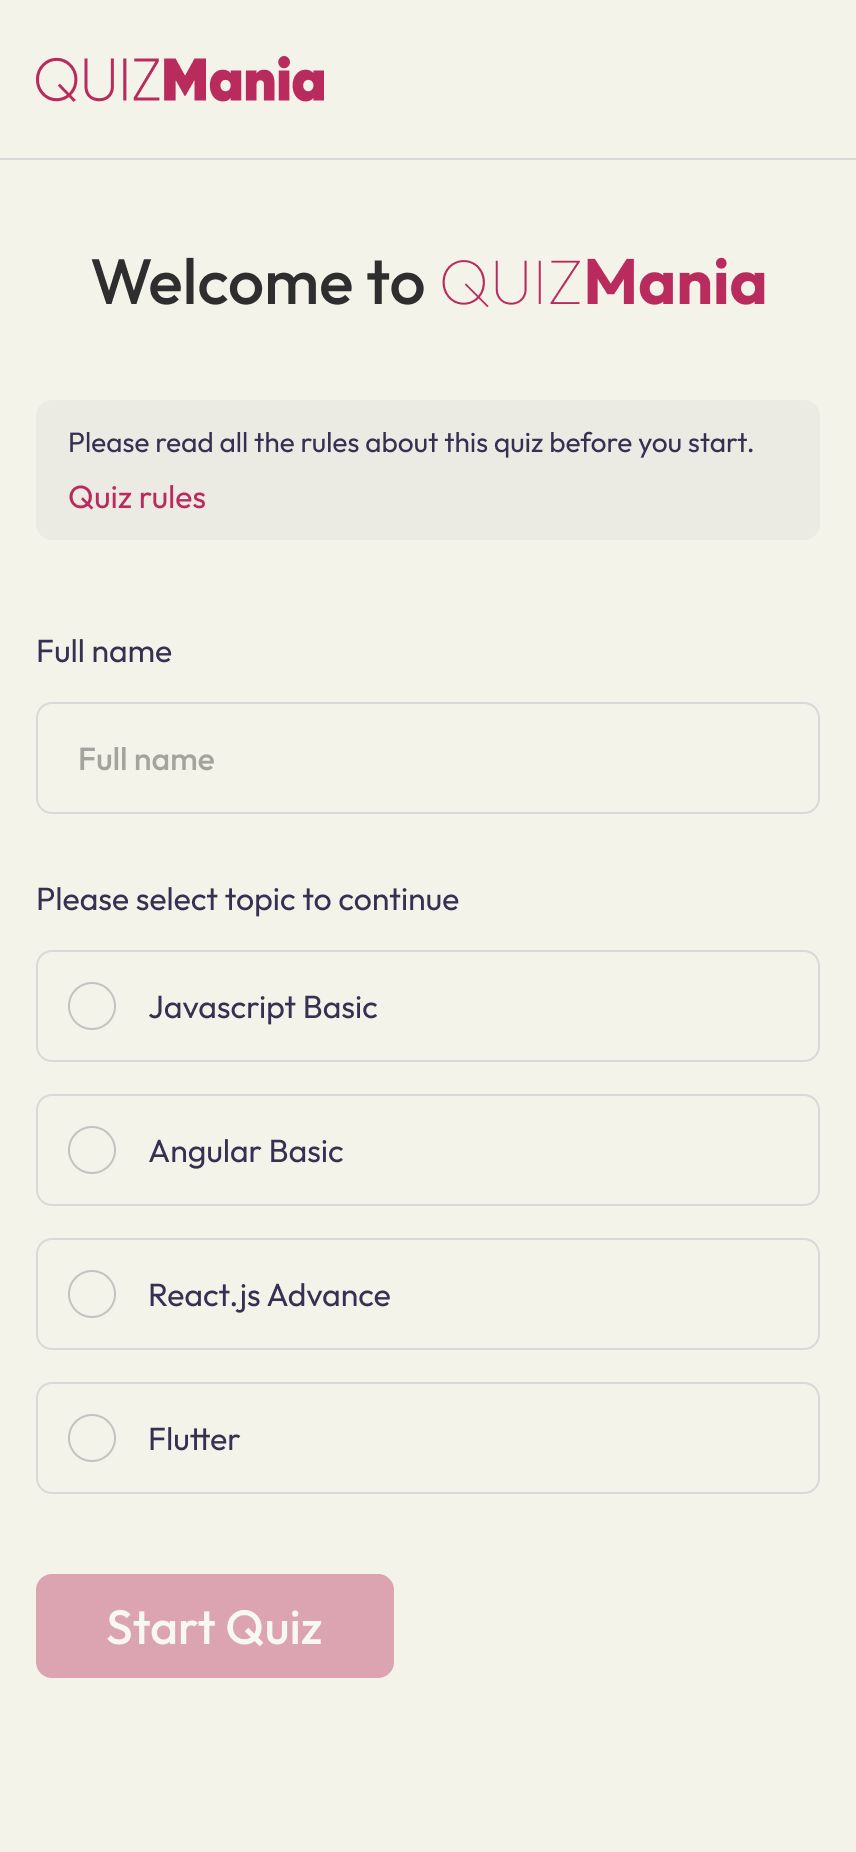 QUIZMania
Welcome to QUIZMania
Please read all the rules about this quiz before you start.
Quiz rules
Full name
Full name
Please select topic to continue
Javascript Basic
Angular Basic
React.js Advance
Flutter
Start Quiz